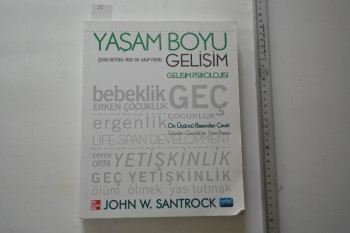 YAŞAM BOYU
GELİŞİM
GELİŞİM PSİKOLOJİSİ
bebeklik GEÇ
ERKEN ÇOCUKLUK ÇOCUKLUK
ergenlik
On Üçüncü Basımdan Çeviri
LIFE-SPAN DEVELOPMENT
ERKEN
ORTA YETİŞKİNLİK
GEÇ YETİŞKİNLİK
ölüm ölmek yas tutmak
JOHN W. SANTROCK